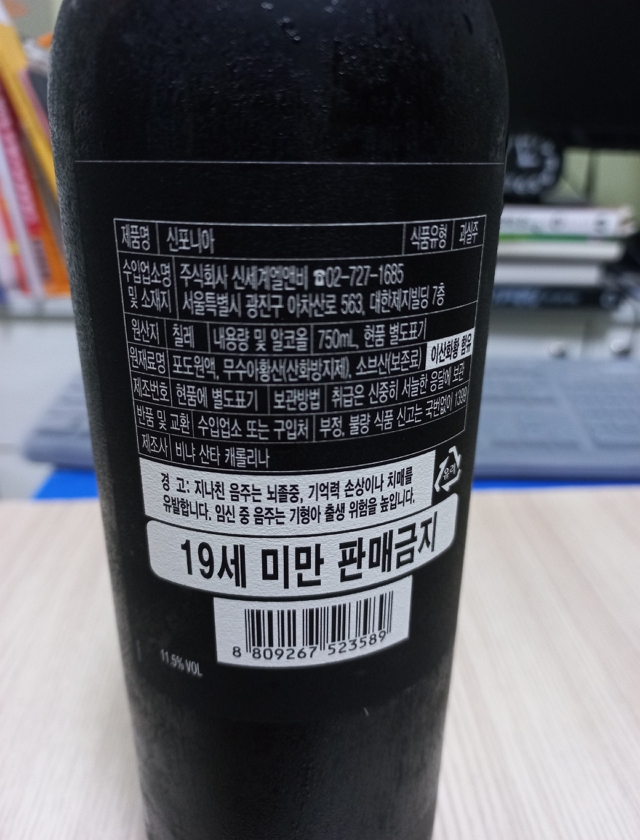 제품명 신포니아 식품유형 과실주
수입업소명 및 소재지 주식회사 신세계엘앤비 ☎02-727-1685
서울특별시 광진구 아차산로 563, 대한제지빌딩 7층
원산지 칠레 내용량 및 알코올 750mL, 현품 별도표기
원재료명 포도원액, 무수아황산(산화방지제), 소브산(보존료) 이산화황 함유
제조번호 현품에 별도표기 보관방법 취급은 신중히 서늘한 응달에 보관
반품 및 교환 수입업소 또는 구입처 부정, 불량 식품 신고는 국번없이 1399
제조사 비냐 산타 캐롤리나
경 고: 지나친 음주는 뇌졸중, 기억력 손상이나 치매를
유발합니다. 임신 중 음주는 기형아 출생 위험을 높입니다.
19세 미만 판매금지
8 809267 523589
11.5% VOL